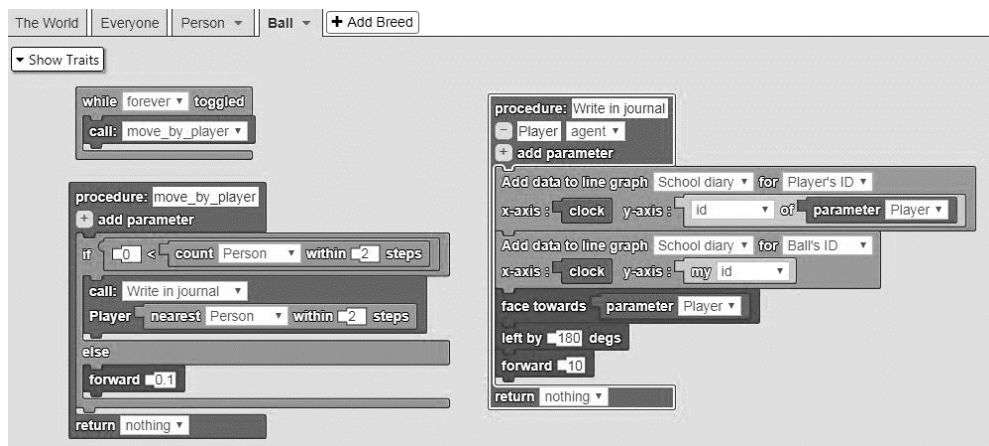 The World Everyone Person Ball + Add Breed
Show Traits
while forever toggled
call: move_by_player
procedure: move_by_player
+ add parameter
if 0 < count Person within 2 steps
call: Write in journal
Player nearest Person within 2 steps
else
forward 0.1
return nothing
procedure: Write in journal
- Player agent
+ add parameter
Add data to line graph School diary for Player's ID
x-axis : clock y-axis : id of parameter Player
Add data to line graph School diary for Ball's ID
x-axis : clock y-axis : my id
face towards parameter Player
left by 180 degs
forward 10
return nothing